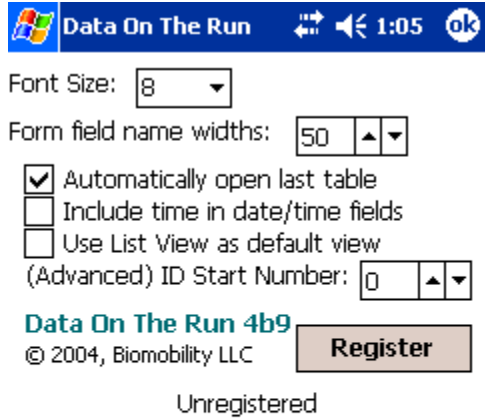 Data On The Run 1:05 ok
Font Size: 8
Form field name widths: 50
Automatically open last table
Include time in date/time fields
Use List View as default view
(Advanced) ID Start Number: 0
Data On The Run 4b9
© 2004, Biomobility LLC
Register
Unregistered